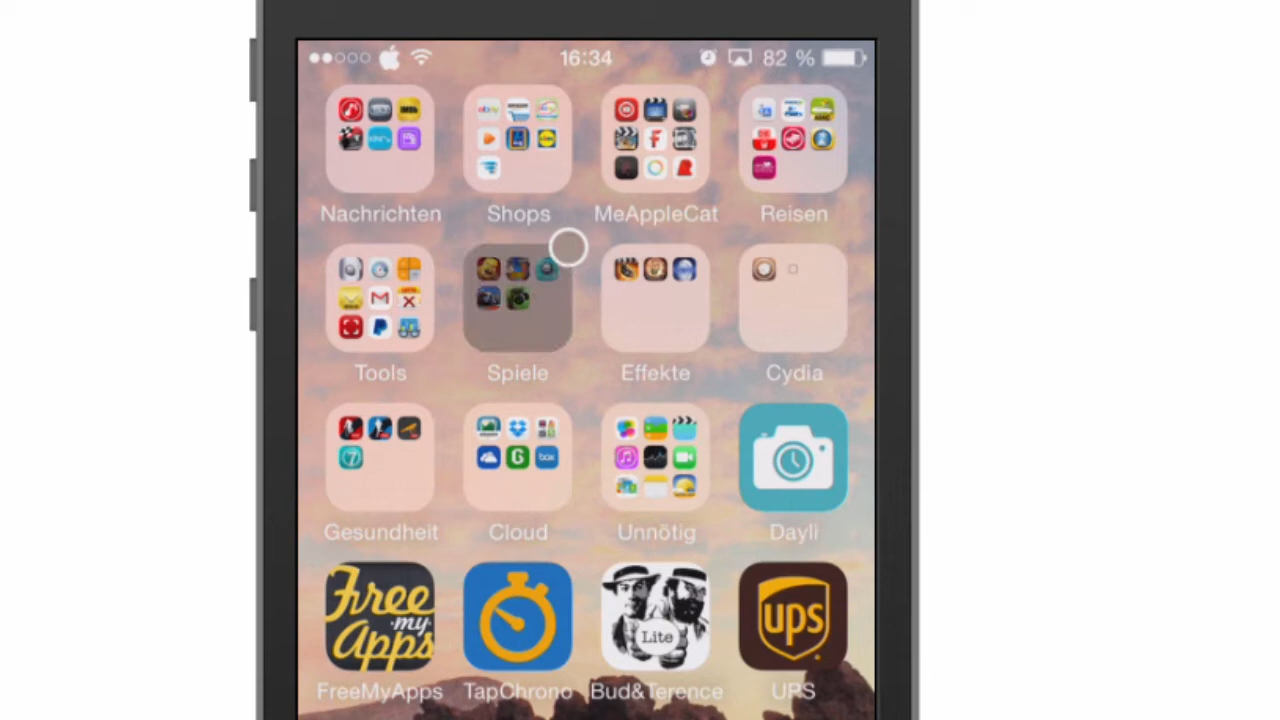 16:34 82 %
Nachrichten Shops MeAppleCat Reisen
Tools Spiele Effekte Cydia
Gesundheit Cloud Unnötig Dayli
Free my Apps Lite ups
FreeMyApps TapChrono Bud&Terence UPS